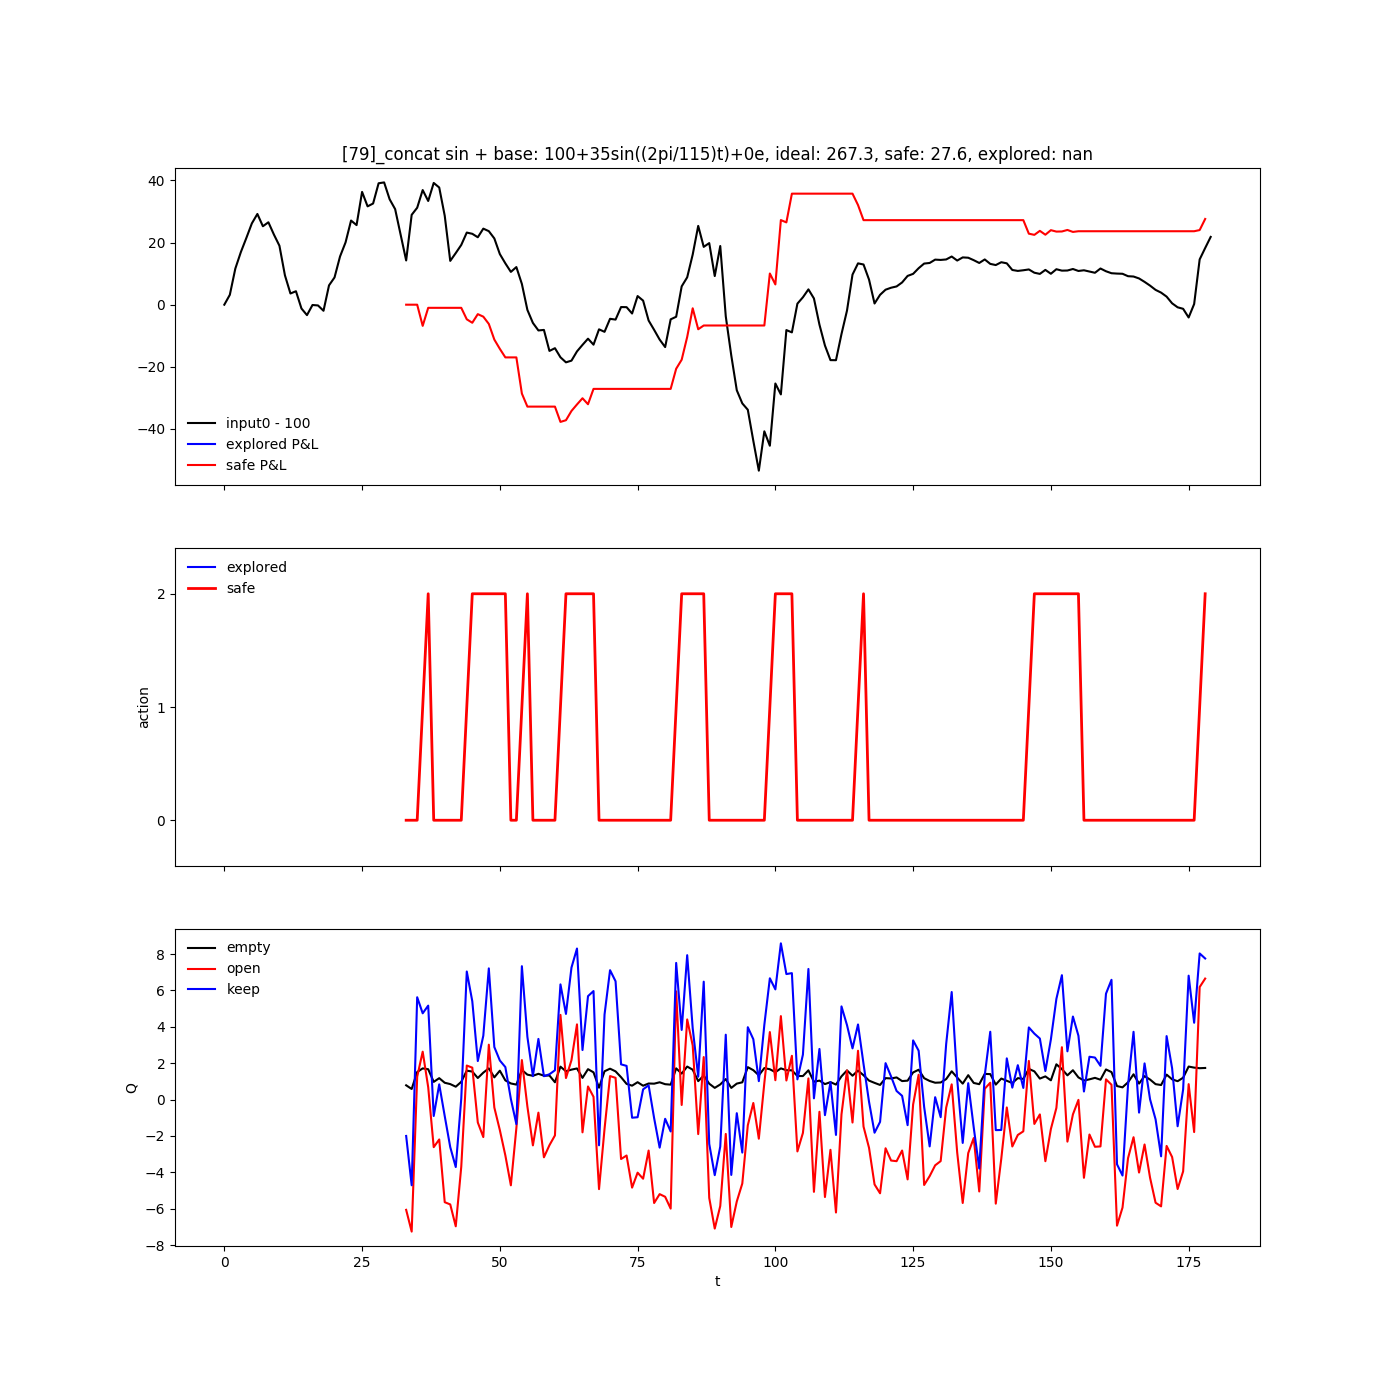 [79]_concat sin + base: 100+35sin((2pi/115)t)+0e, ideal: 267.3, safe: 27.6, explored: nan
40
20
0
−20
−40
input0 - 100
explored P&L
safe P&L
explored
safe
2
1
0
action
empty
open
keep
8
6
4
2
0
−2
−4
−6
−8
Q
0 25 50 75 100 125 150 175
t